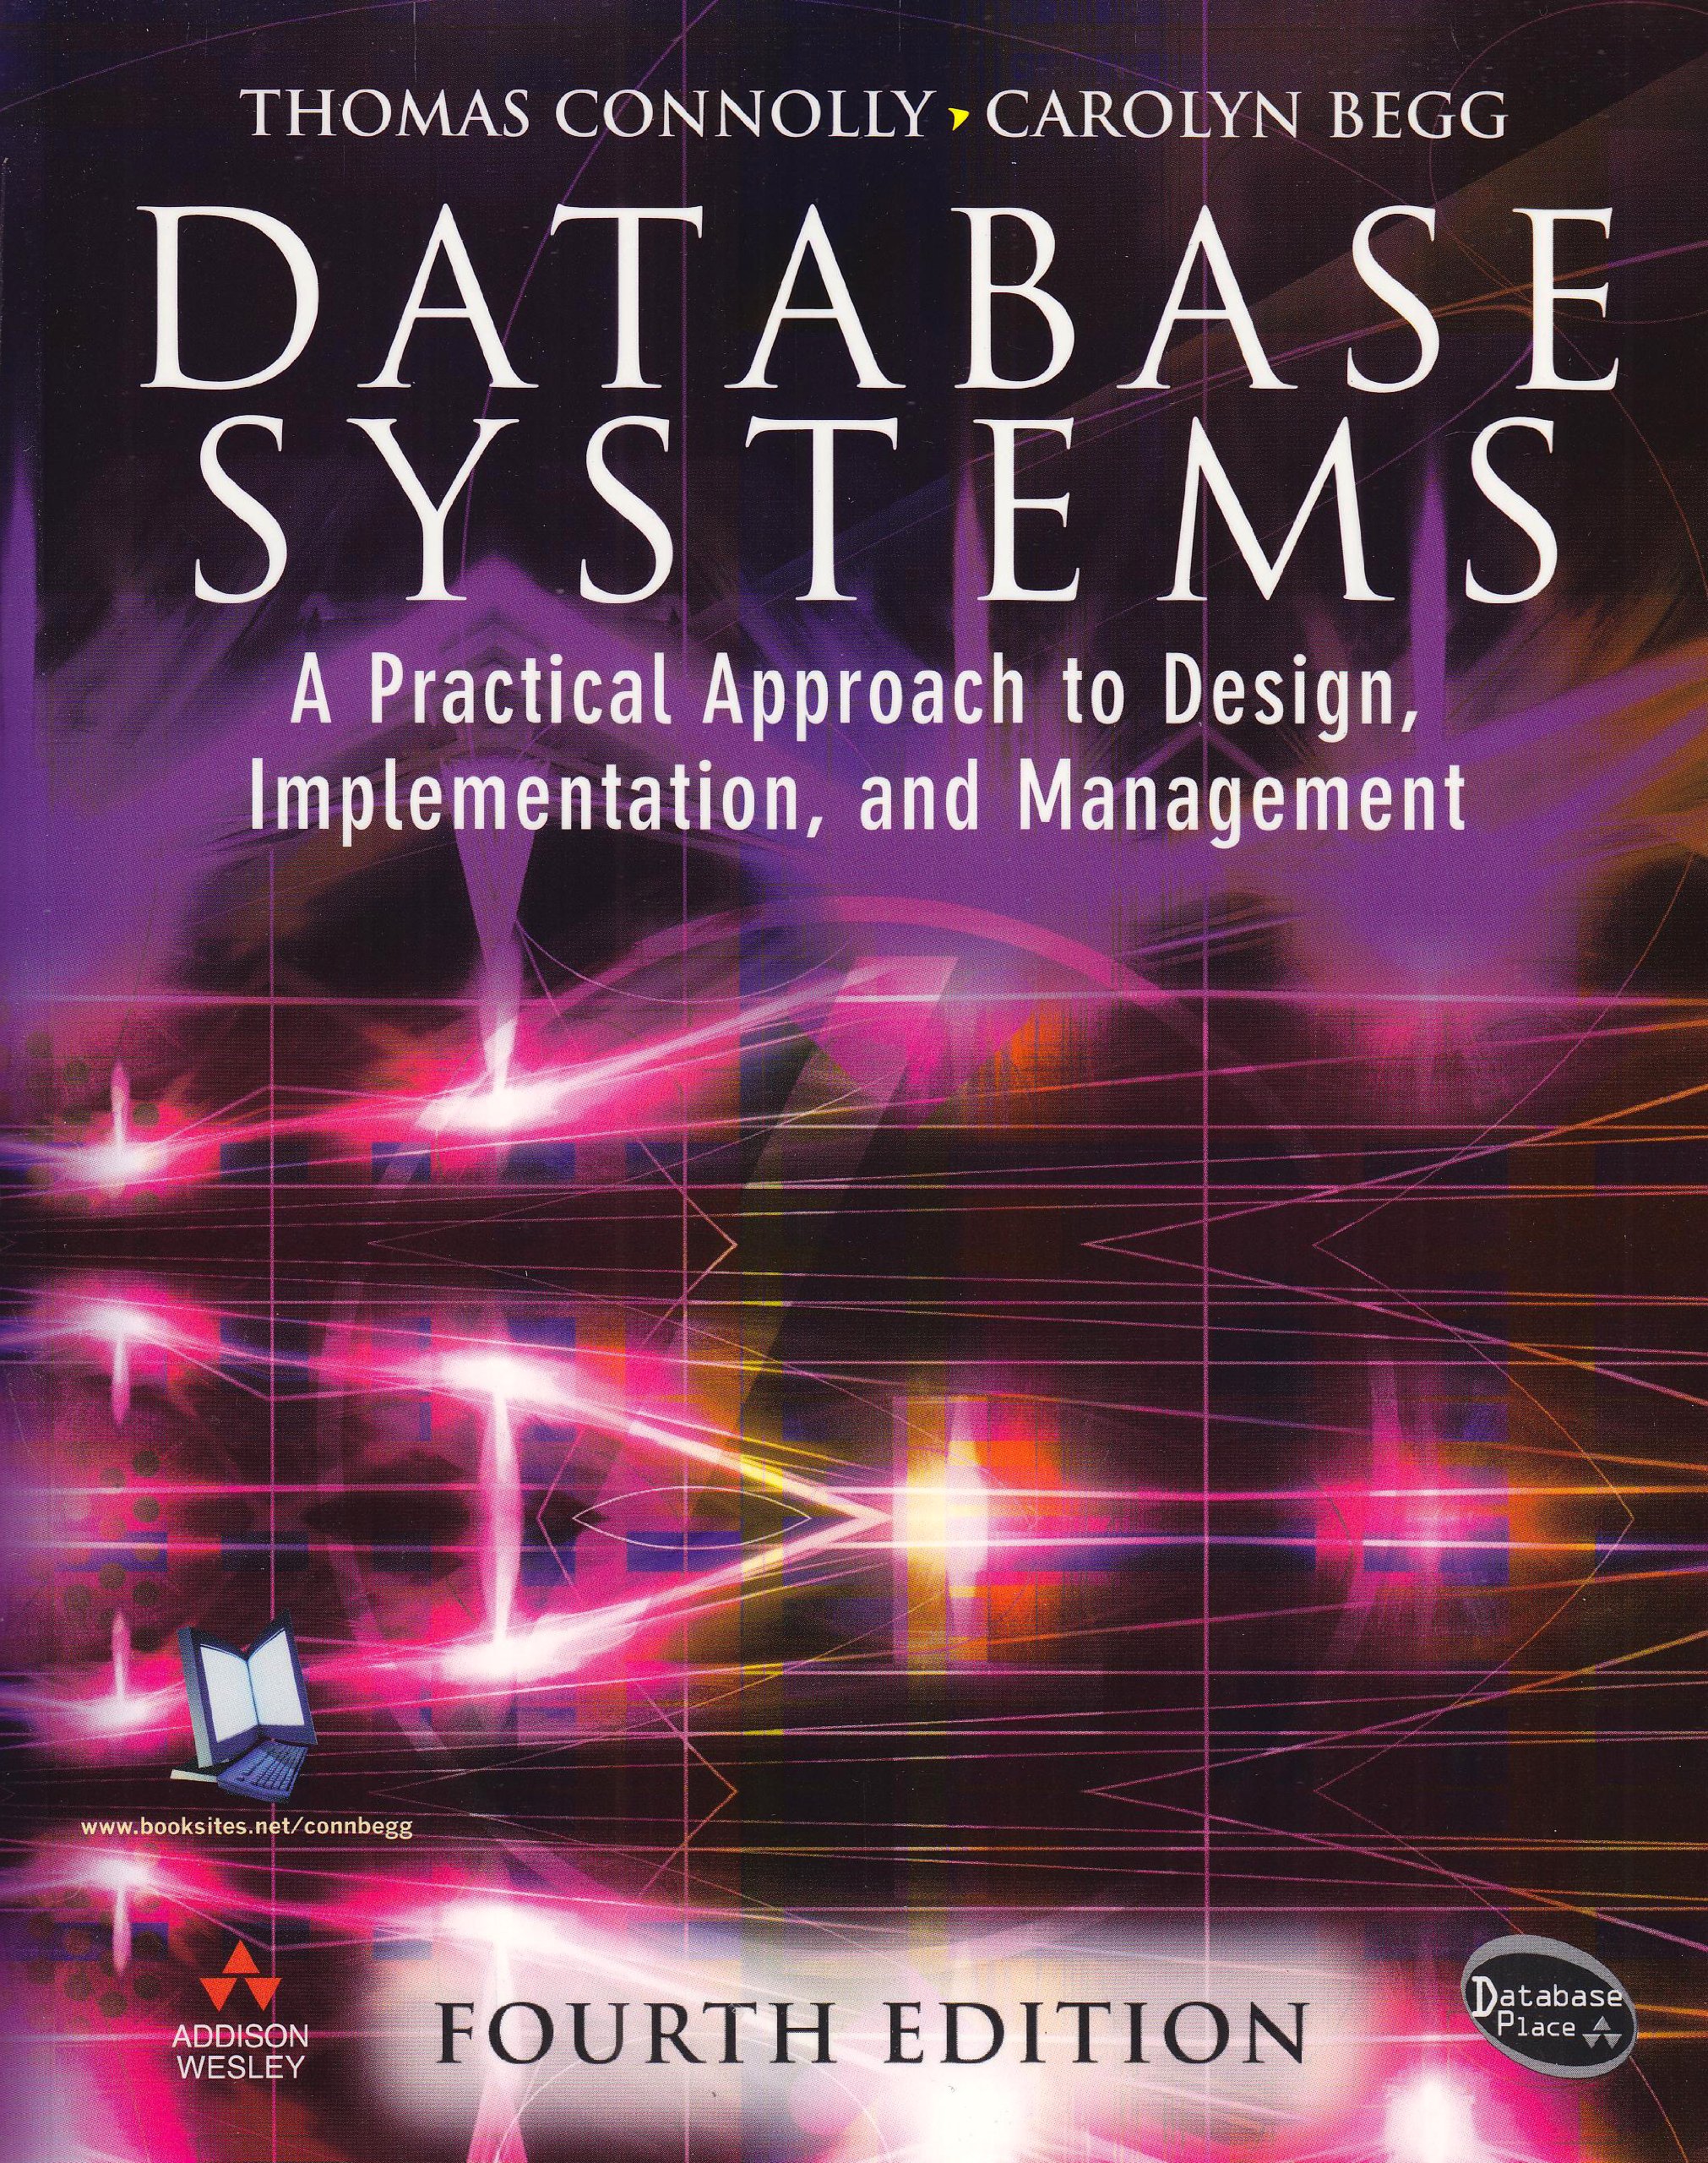 THOMAS CONNOLLY CAROLYN BEGG
DATABASE
SYSTEMS
A Practical Approach to Design,
Implementation, and Management
www.booksites.net/connbegg
ADDISON
WESLEY
FOURTH EDITION
Database
Place